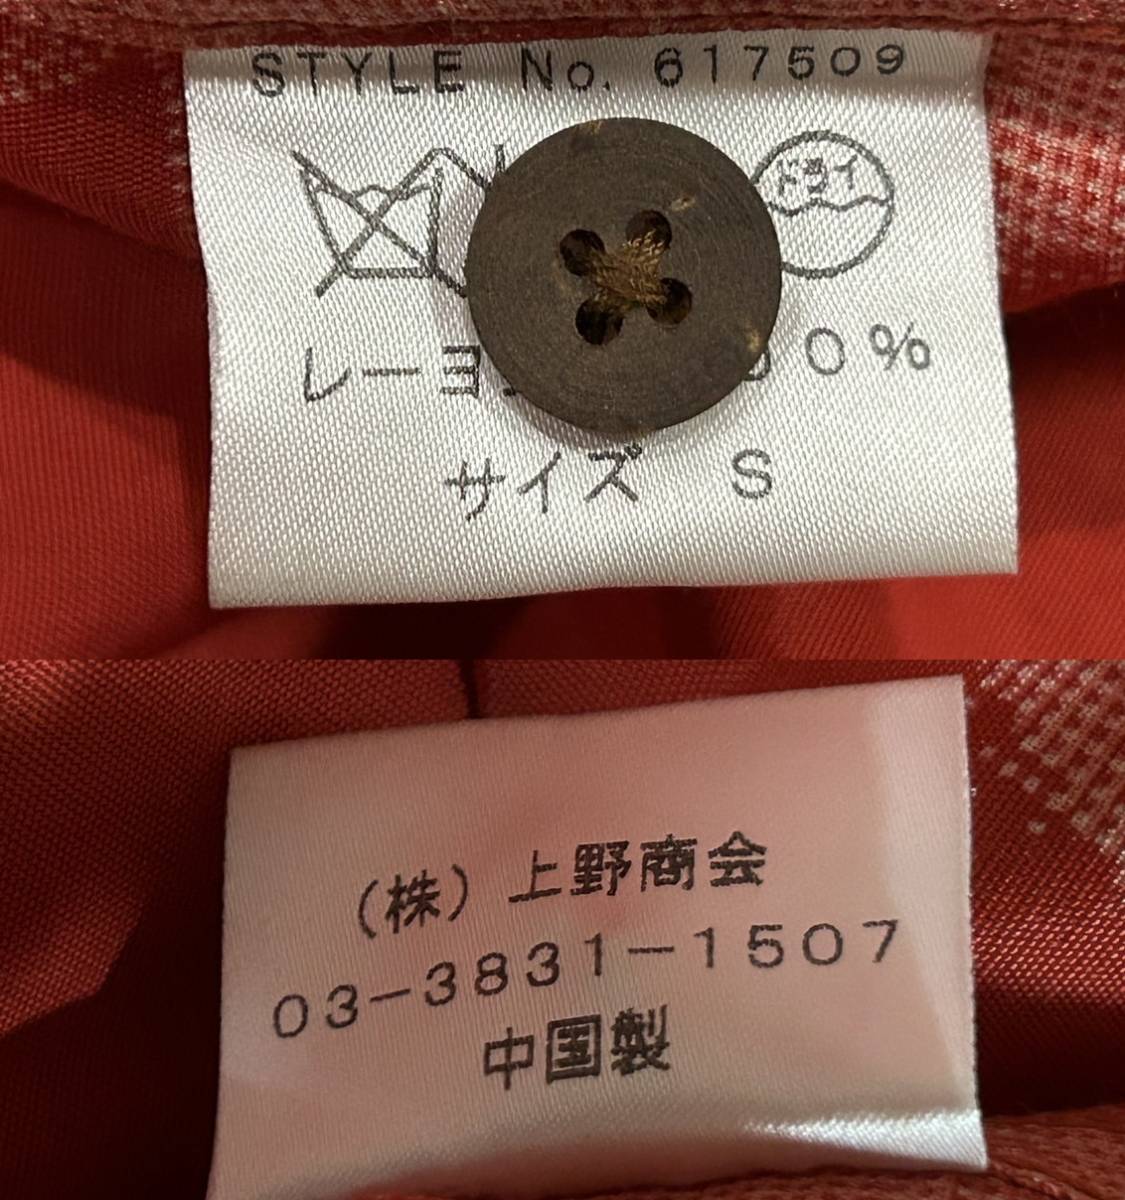 STYLE No. 617509
ドライ
レーヨ 00%
サイズ S
(株)上野商会
03-3831-1507
中国製